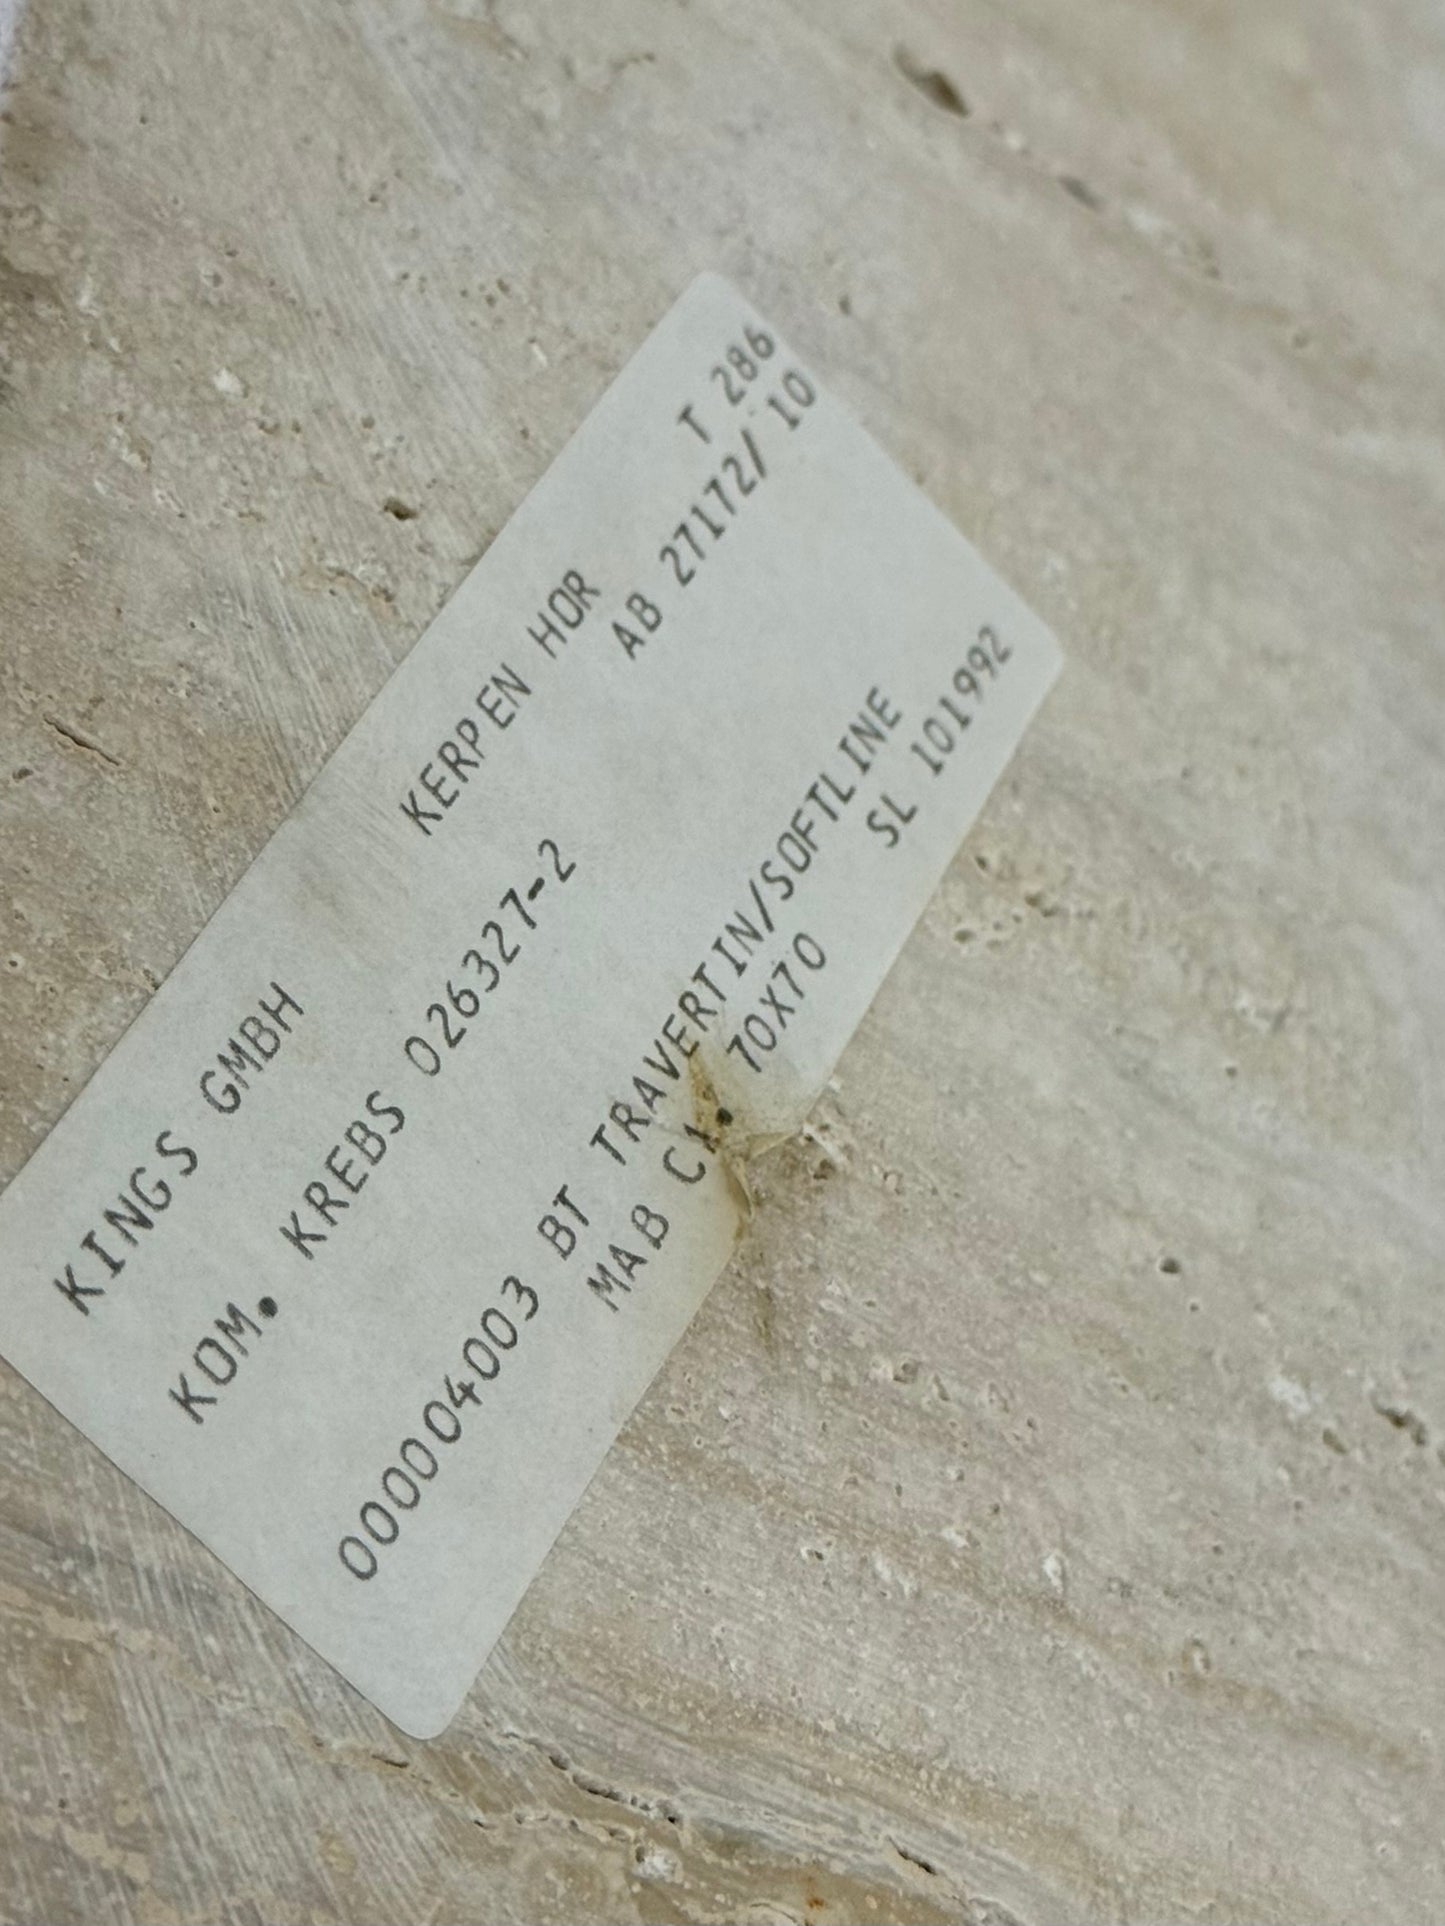 T 286
KINGS GMBH KERPEN HOR
AB 27172/ 10
KOM. KREBS 026327-2
000004003 BT TRAVERTIN/SOFTLINE
MAB CA. 70X70 SL 101992